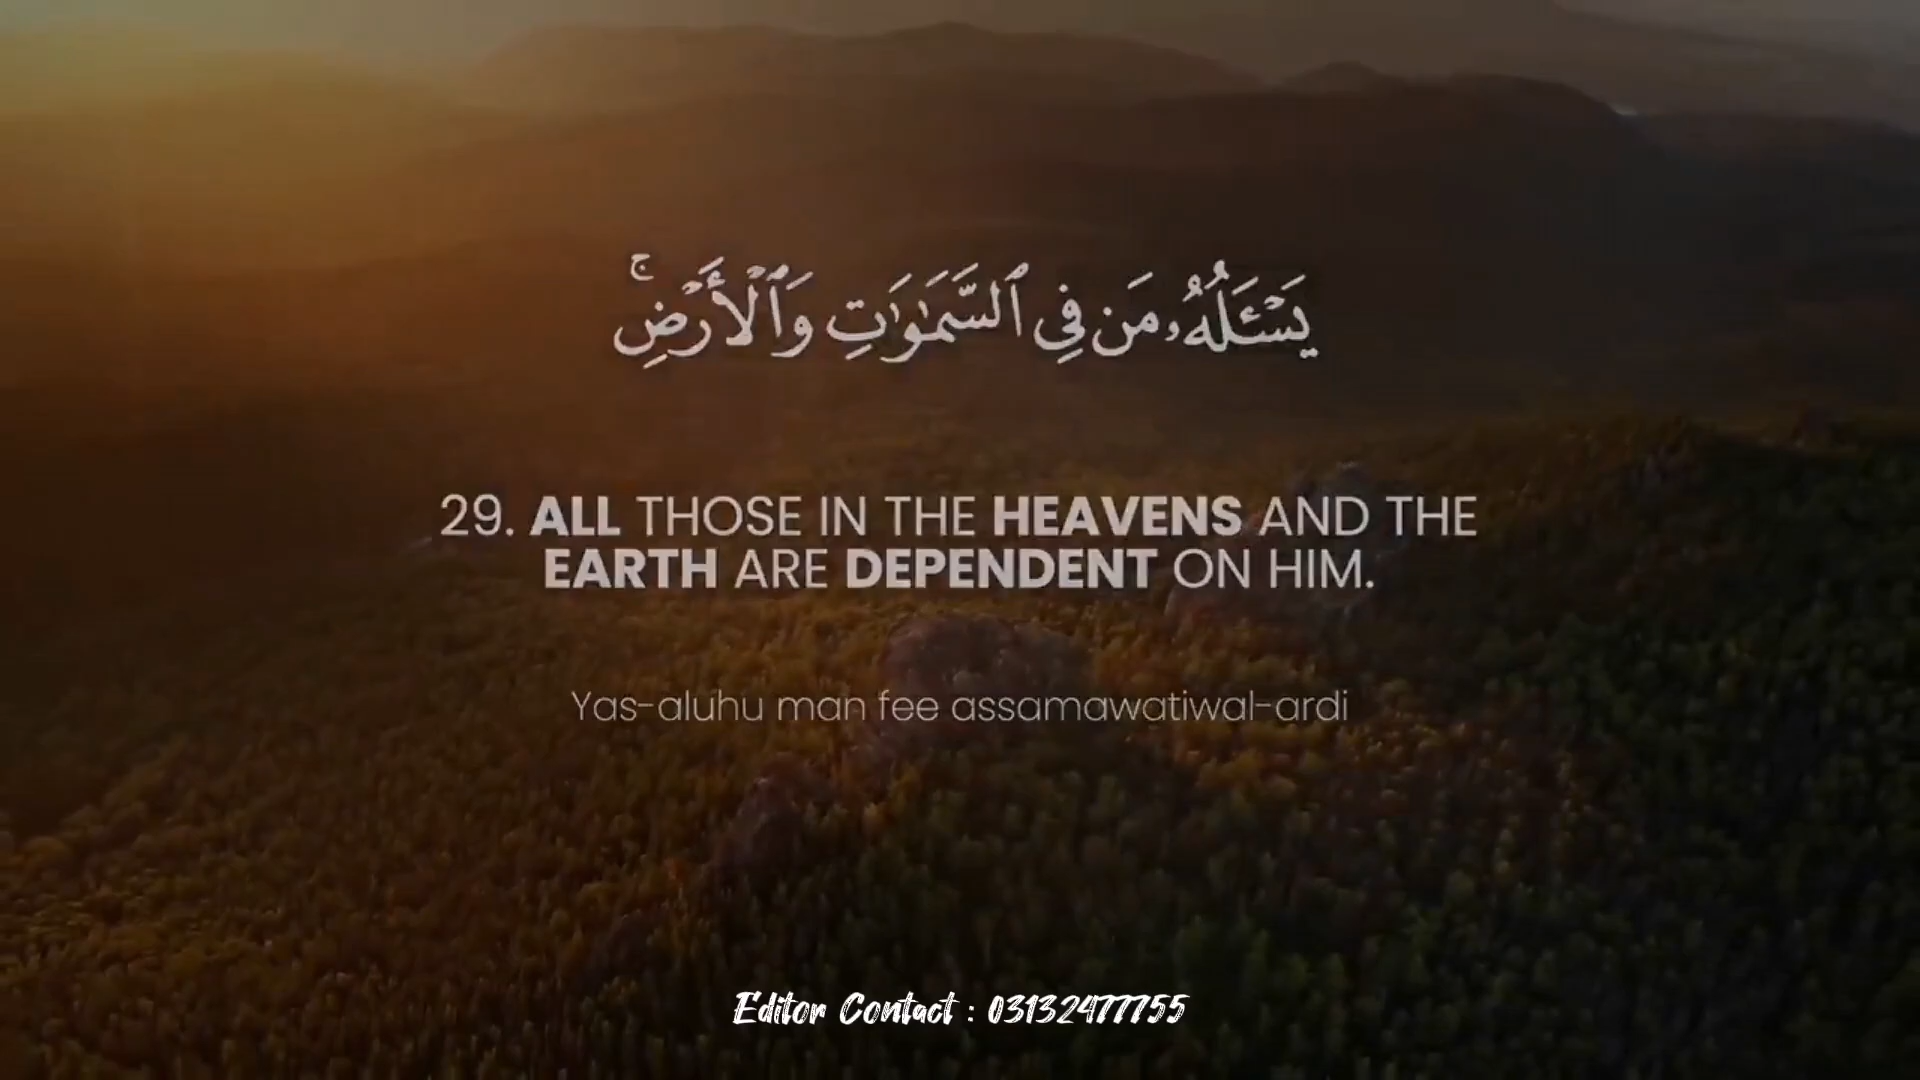 يَسْـَٔلُهُۥ مَن فِى ٱلسَّمَـٰوَٰتِ وَٱلْأَرْضِ ۚ
29. ALL THOSE IN THE HEAVENS AND THE
EARTH ARE DEPENDENT ON HIM.
Yas-aluhu man fee assamawatiwal-ardi
Editor Contact : 03132477755